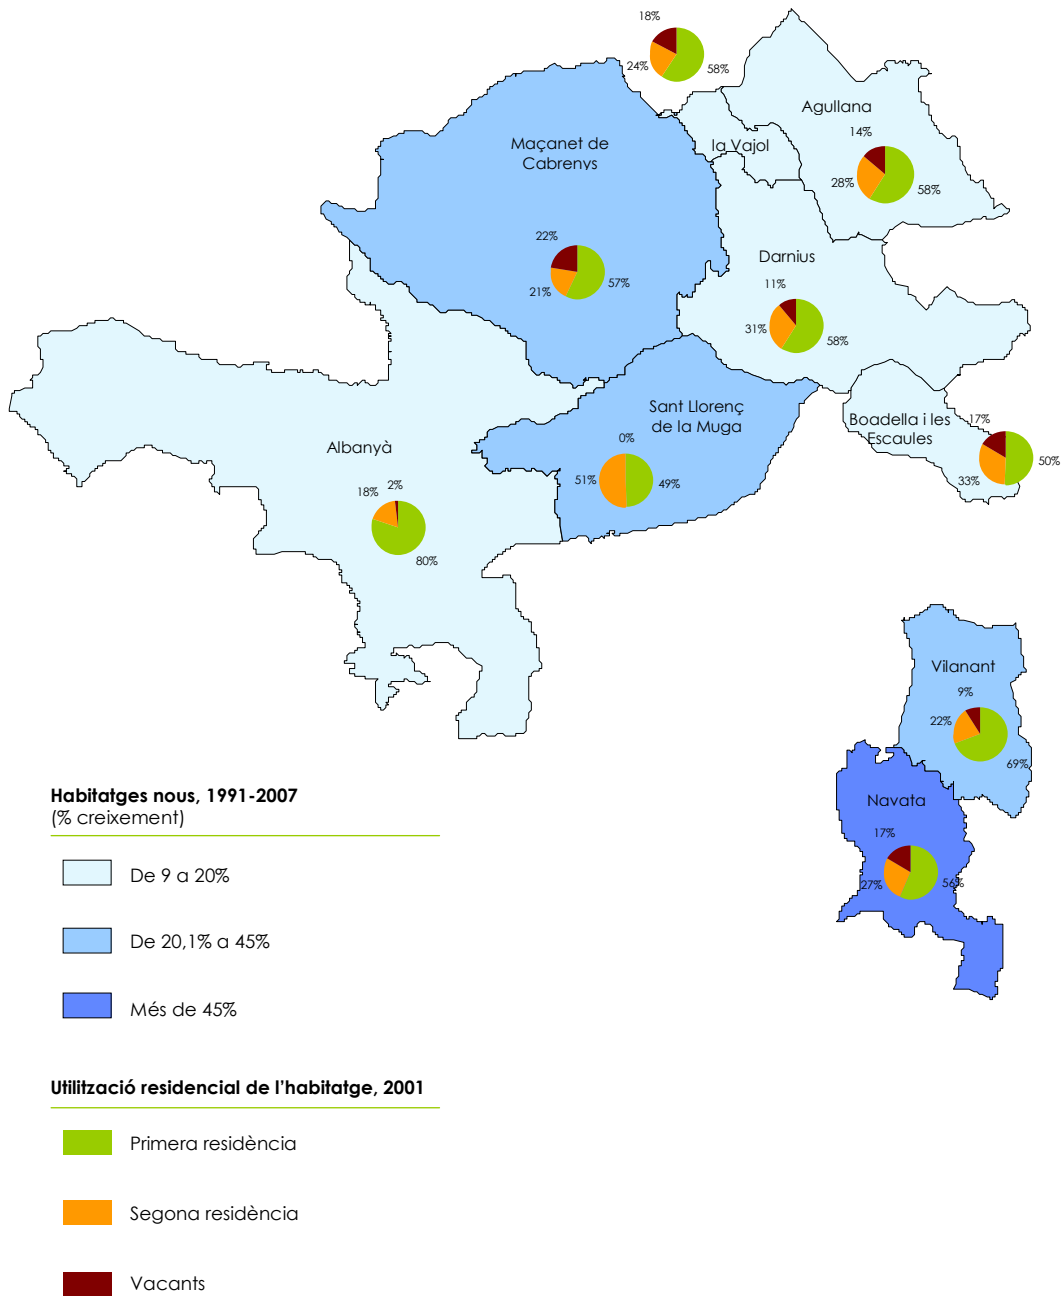 18%
24%
58%
Agullana
14%
28%
58%
la Vajol
Maçanet de
Cabrenys
22%
21%
57%
Darnius
11%
31%
58%
Sant Llorenç
de la Muga
0%
51%
49%
Boadella i les
Escaules
17%
50%
33%
Albanyà
18%
2%
80%
Vilanant
9%
22%
69%
Navata
17%
27%
56%
Habitatges nous, 1991-2007
(% creixement)
De 9 a 20%
De 20,1% a 45%
Més de 45%
Utilització residencial de l'habitatge, 2001
Primera residència
Segona residència
Vacants